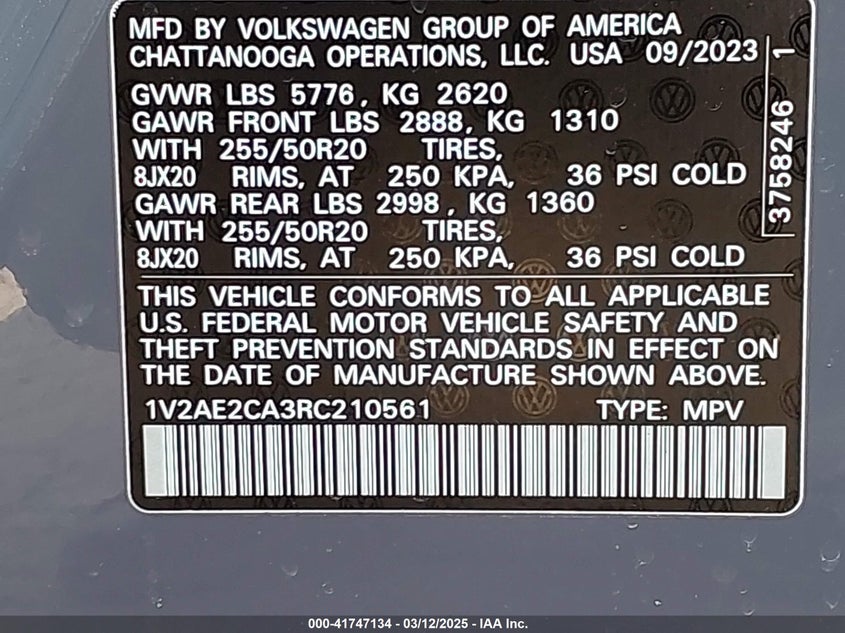 MFD BY VOLKSWAGEN GROUP OF AMERICA
CHATTANOOGA OPERATIONS, LLC. USA 09/2023
GVWR LBS 5776, KG 2620
GAWR FRONT LBS 2888, KG 1310
WITH 255/50R20 TIRES,
8JX20 RIMS, AT 250 KPA, 36 PSI COLD
GAWR REAR LBS 2998, KG 1360
WITH 255/50R20 TIRES,
8JX20 RIMS, AT 250 KPA, 36 PSI COLD
3758246 1
THIS VEHICLE CONFORMS TO ALL APPLICABLE
U.S. FEDERAL MOTOR VEHICLE SAFETY AND
THEFT PREVENTION STANDARDS IN EFFECT ON
THE DATE OF MANUFACTURE SHOWN ABOVE.
1V2AE2CA3RC210561 TYPE: MPV
000-41747134 - 03/12/2025 - IAA Inc.